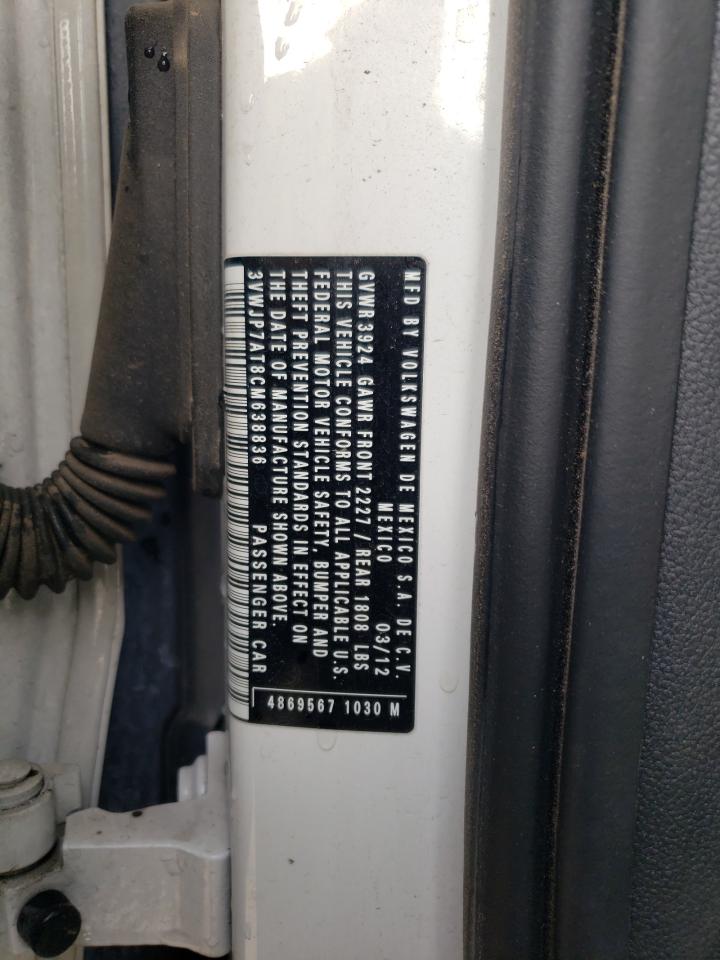 MFD BY VOLKSWAGEN DE MEXICO S.A. DE C.V.
MEXICO 03/12
GVWR 3924 GAWR FRONT 2227 / REAR 1808 LBS
THIS VEHICLE CONFORMS TO ALL APPLICABLE U.S.
FEDERAL MOTOR VEHICLE SAFETY, BUMPER AND
THEFT PREVENTION STANDARDS IN EFFECT ON
THE DATE OF MANUFACTURE SHOWN ABOVE.
3VWJP7AT8CM638836 PASSENGER CAR
4869567 1030 M